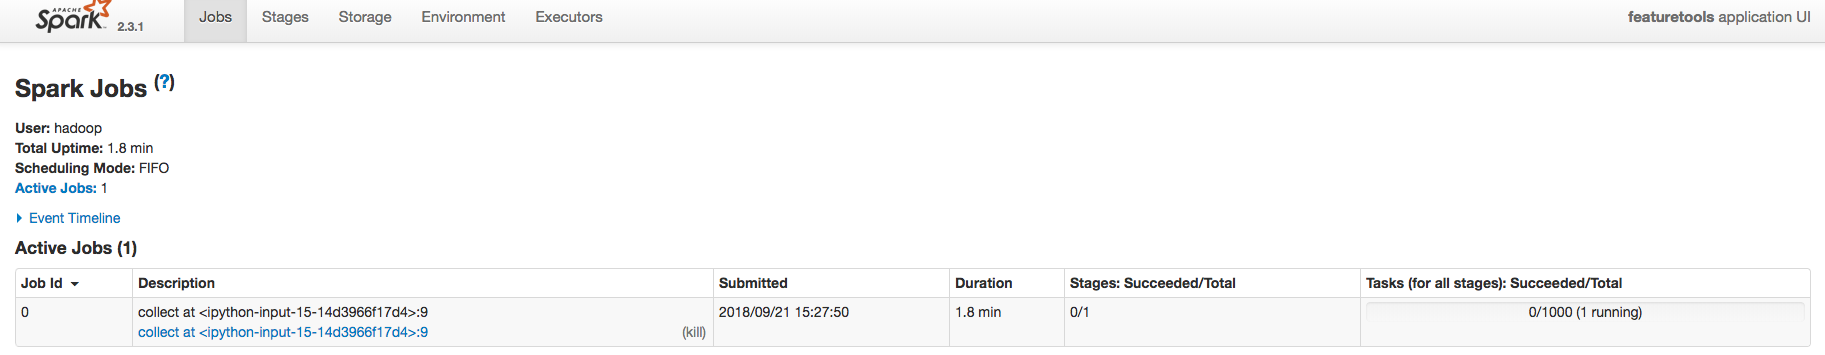 APACHE
Spark 2.3.1 Jobs Stages Storage Environment Executors featuretools application UI
Spark Jobs (?)
User: hadoop
Total Uptime: 1.8 min
Scheduling Mode: FIFO
Active Jobs: 1
Event Timeline
Active Jobs (1)
Job Id Description Submitted Duration Stages: Succeeded/Total Tasks (for all stages): Succeeded/Total
0 collect at <ipython-input-15-14d3966f17d4>:9 2018/09/21 15:27:50 1.8 min 0/1 0/1000 (1 running)
collect at <ipython-input-15-14d3966f17d4>:9 (kill)